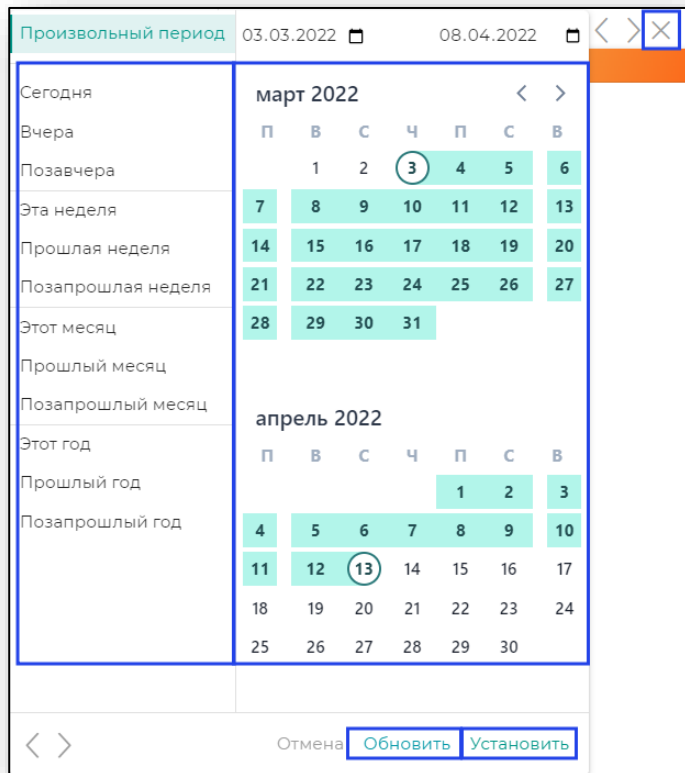 Произвольный период
03.03.2022 08.04.2022
Сегодня
Вчера
Позавчера
Эта неделя
Прошлая неделя
Позапрошлая неделя
Этот месяц
Прошлый месяц
Позапрошлый месяц
Этот год
Прошлый год
Позапрошлый год
март 2022
П В С Ч П С В
1 2 3 4 5 6
7 8 9 10 11 12 13
14 15 16 17 18 19 20
21 22 23 24 25 26 27
28 29 30 31
апрель 2022
П В С Ч П С В
1 2 3
4 5 6 7 8 9 10
11 12 13 14 15 16 17
18 19 20 21 22 23 24
25 26 27 28 29 30
Отмена Обновить Установить